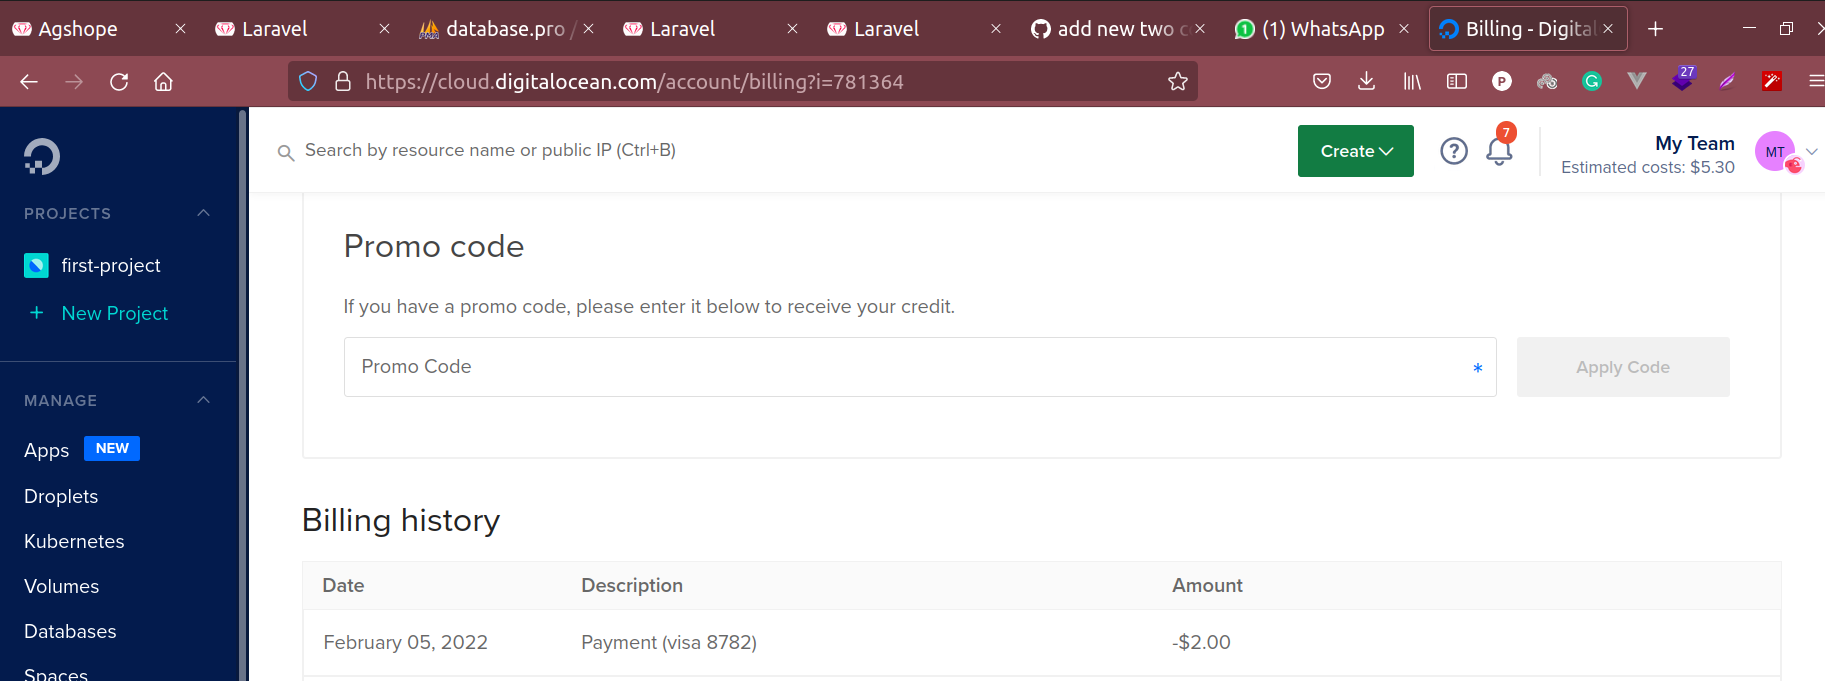 Agshope
Laravel
database.pro /
Laravel
Laravel
add new two c
(1) WhatsApp
Billing - Digital
https://cloud.digitalocean.com/account/billing?i=781364
P
G
27
Search by resource name or public IP (Ctrl+B)
Create
?
7
My Team
Estimated costs: $5.30
MT
PROJECTS
first-project
+ New Project
MANAGE
Apps NEW
Droplets
Kubernetes
Volumes
Databases
Spaces
Promo code
If you have a promo code, please enter it below to receive your credit.
Promo Code *
Apply Code
Billing history
Date Description Amount
February 05, 2022 Payment (visa 8782) -$2.00